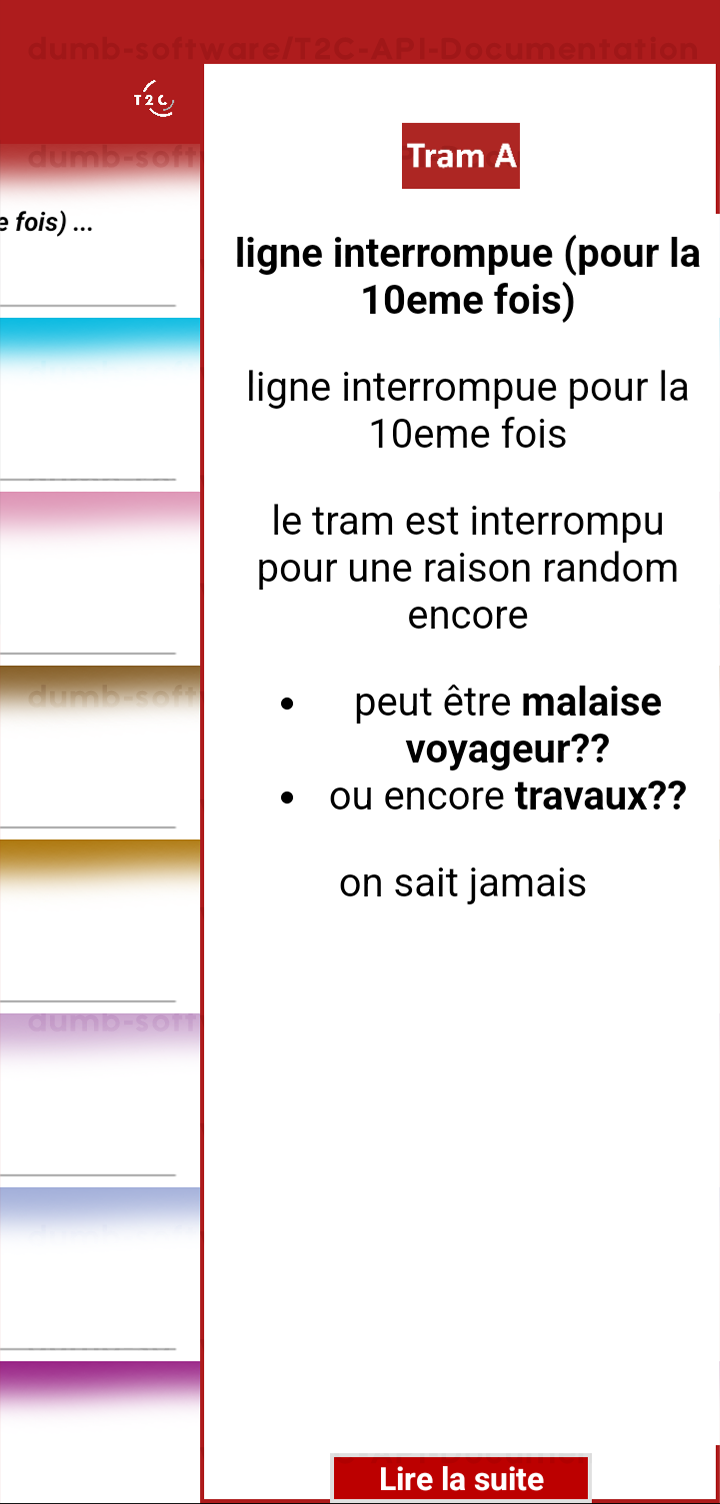 dumb-software/T2C-API-Documentation
T2C
dumb-soft
e fois) ...
Tram A
ligne interrompue (pour la
10eme fois)
ligne interrompue pour la
10eme fois
le tram est interrompu
pour une raison random
encore
• peut être malaise
voyageur??
• ou encore travaux??
dumb-soft
on sait jamais
dumb-soft
Lire la suite